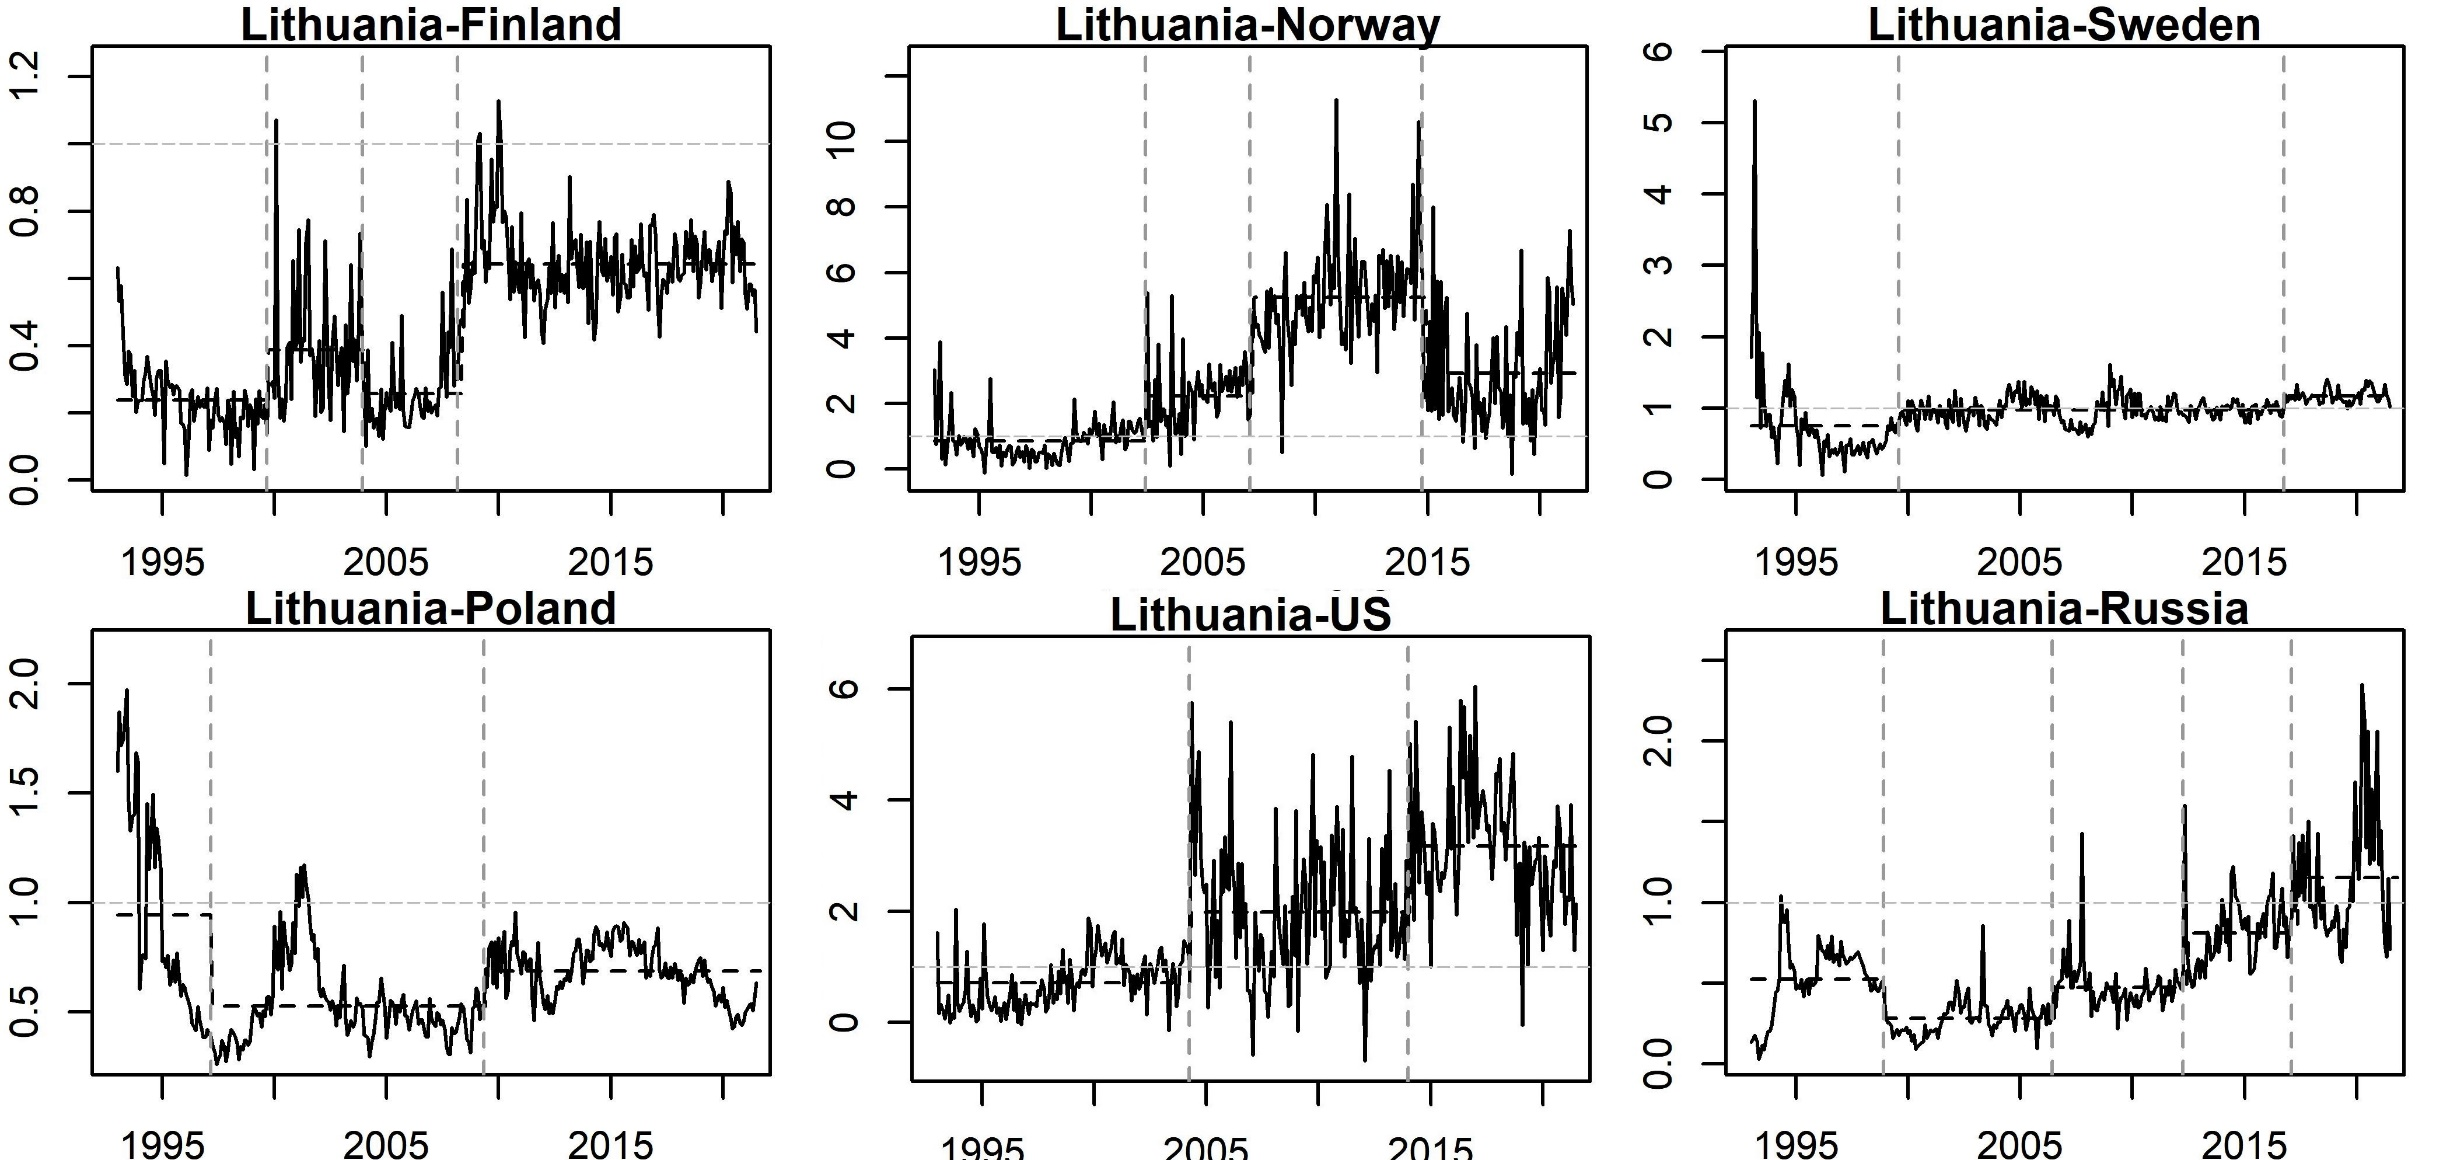 Lithuania-Finland
0.0 0.4 0.8 1.2
1995 2005 2015
Lithuania-Norway
0 2 4 6 8 10
1995 2005 2015
Lithuania-Sweden
0 1 2 3 4 5 6
1995 2005 2015
Lithuania-Poland
0.5 1.0 1.5 2.0
1995 2005 2015
Lithuania-US
0 2 4 6
1995 2005 2015
Lithuania-Russia
0.0 1.0 2.0
1995 2005 2015